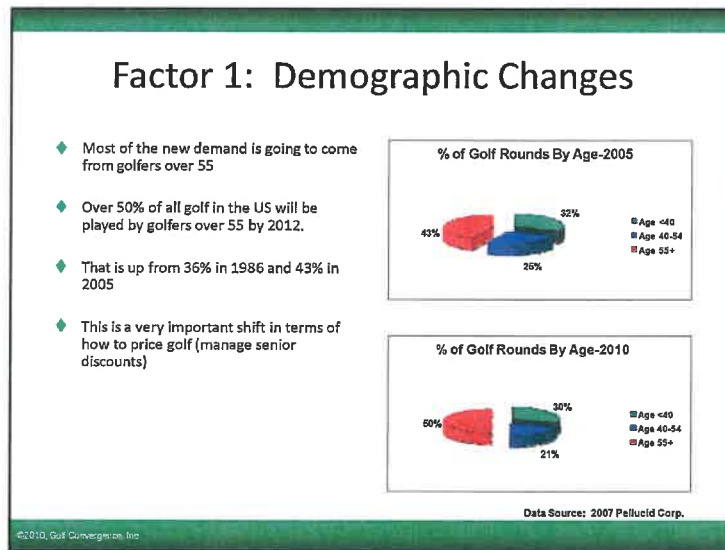 Factor 1: Demographic Changes
Most of the new demand is going to come
from golfers over 55
Over 50% of all golf in the US will be
played by golfers over 55 by 2012.
That is up from 36% in 1986 and 43% in
2005
This is a very important shift in terms of
how to price golf (manage senior
discounts)
% of Golf Rounds By Age-2005
32%
43%
25%
Age <40
Age 40-54
Age 55+
% of Golf Rounds By Age-2010
30%
50%
21%
Age <40
Age 40-54
Age 55+
Data Source: 2007 Pellucid Corp.
©2010, Golf Convergence, Inc